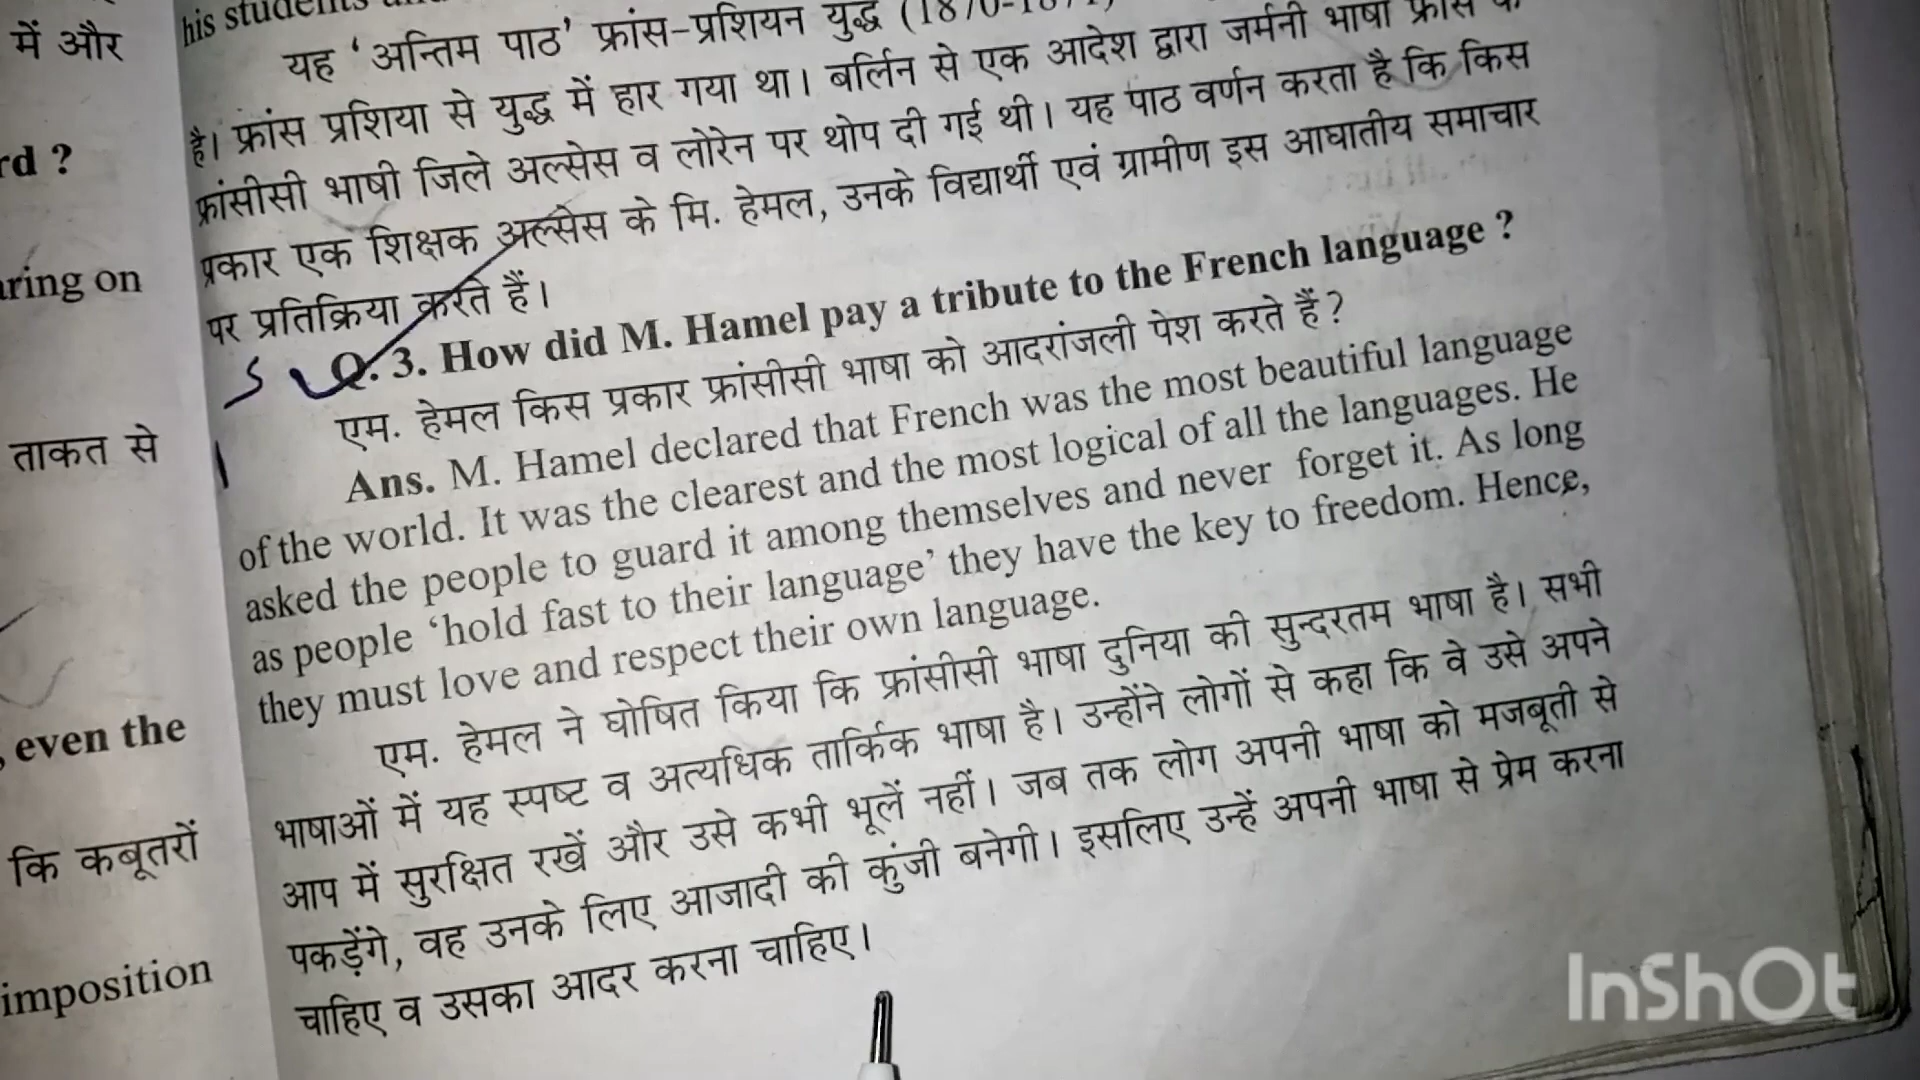 में और
rd ?
aring on
ताकत से
, even the
कि कबूतरों
imposition
his students
यह ‘अन्तिम पाठ’ फ्रांस-प्रशियन युद्ध
है। फ्रांस प्रशिया से युद्ध में हार गया था। बर्लिन से एक आदेश द्वारा जर्मनी भाषा फ्रांस के
फ्रांसीसी भाषी जिले अल्सेस व लोरेन पर थोप दी गई थी। यह पाठ वर्णन करता है कि किस
प्रकार एक शिक्षक अल्सेस के मि. हेमल, उनके विद्यार्थी एवं ग्रामीण इस आघातीय समाचार
पर प्रतिक्रिया करते हैं।
Q. 3. How did M. Hamel pay a tribute to the French language ?
एम. हेमल किस प्रकार फ्रांसीसी भाषा को आदरांजली पेश करते हैं?
Ans. M. Hamel declared that French was the most beautiful language
of the world. It was the clearest and the most logical of all the languages. He
asked the people to guard it among themselves and never forget it. As long
as people ‘hold fast to their language’ they have the key to freedom. Hence,
they must love and respect their own language.
एम. हेमल ने घोषित किया कि फ्रांसीसी भाषा दुनिया की सुन्दरतम भाषा है। सभी
भाषाओं में यह स्पष्ट व अत्यधिक तार्किक भाषा है। उन्होंने लोगों से कहा कि वे उसे अपने
आप में सुरक्षित रखें और उसे कभी भूलें नहीं। जब तक लोग अपनी भाषा को मजबूती से
पकड़ेंगे, वह उनके लिए आजादी की कुंजी बनेगी। इसलिए उन्हें अपनी भाषा से प्रेम करना
चाहिए व उसका आदर करना चाहिए।
InShOt